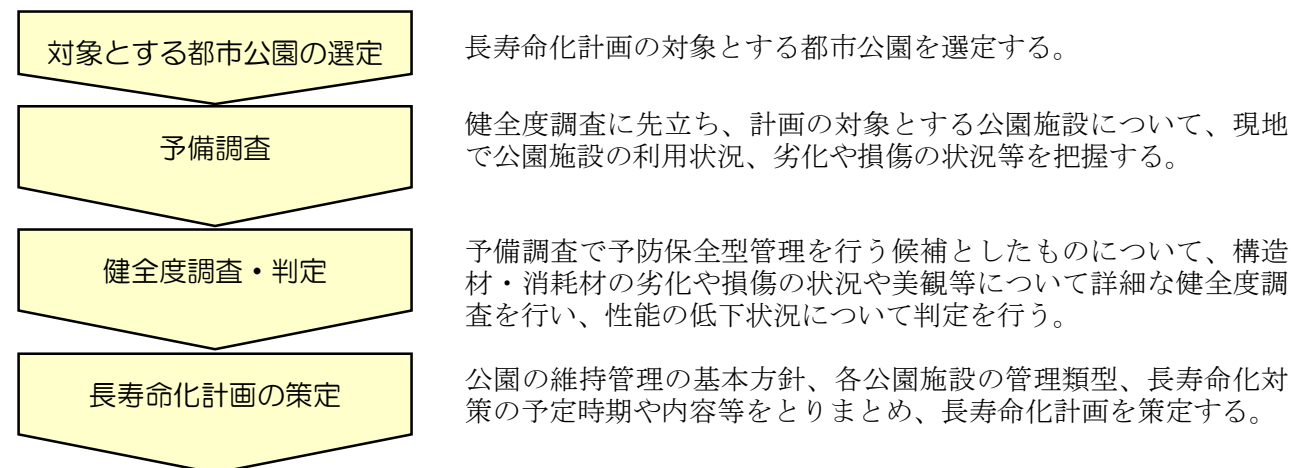 対象とする都市公園の選定
長寿命化計画の対象とする都市公園を選定する。
予備調査
健全度調査に先立ち、計画の対象とする公園施設について、現地
で公園施設の利用状況、劣化や損傷の状況等を把握する。
健全度調査・判定
予備調査で予防保全型管理を行う候補としたものについて、構造
材・消耗材の劣化や損傷の状況や美観等について詳細な健全度調
査を行い、性能の低下状況について判定を行う。
長寿命化計画の策定
公園の維持管理の基本方針、各公園施設の管理類型、長寿命化対
策の予定時期や内容等をとりまとめ、長寿命化計画を策定する。